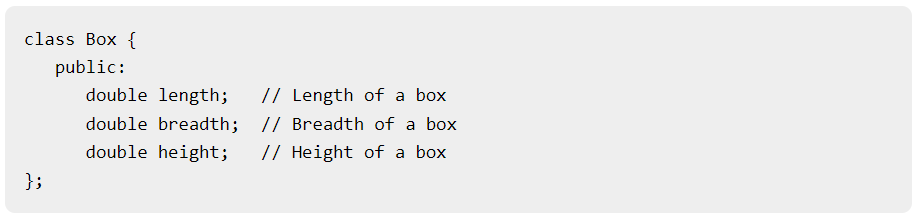 class Box {
   public:
      double length;   // Length of a box
      double breadth;  // Breadth of a box
      double height;   // Height of a box
};